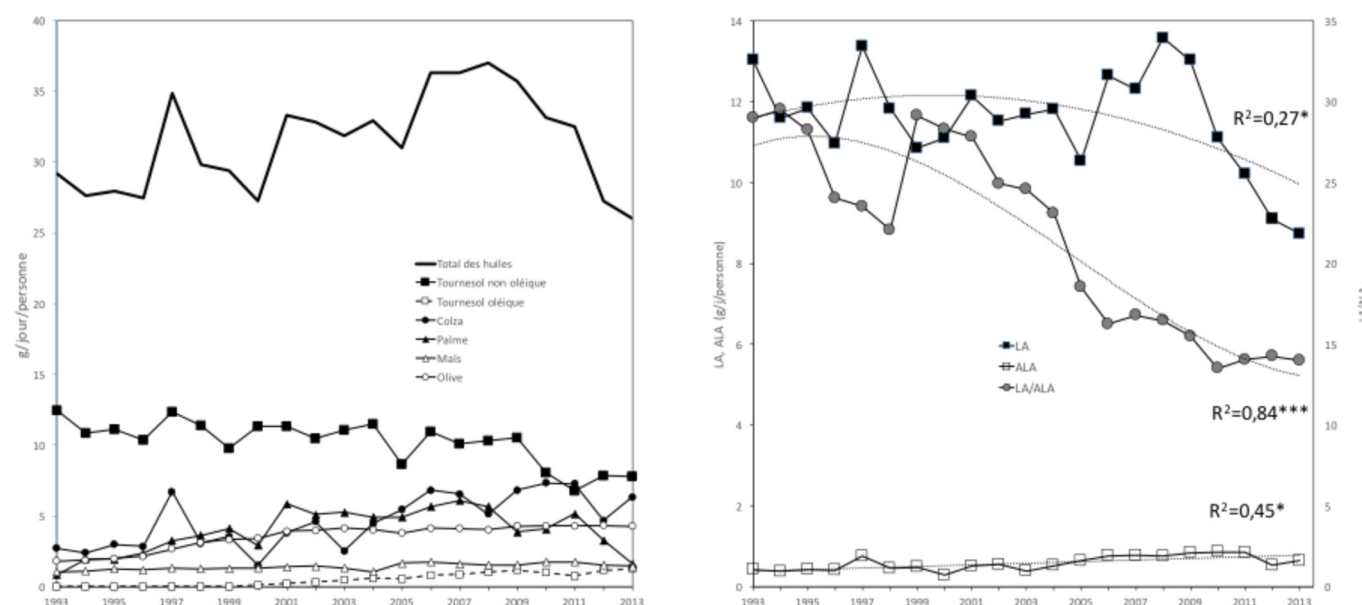 40
35
30
25
20
15
10
5
0
g/jour/personne
Total des huiles
Tournesol non oléique
Tournesol oléique
Colza
Palme
Maïs
Olive
1993 1995 1997 1999 2001 2003 2005 2007 2009 2011 2013
14
12
10
8
6
4
2
0
LA, ALA (g/j/personne)
R²=0,27*
LA
ALA
LA/ALA
R²=0,84***
R²=0,45*
35
30
25
20
15
10
5
0
1993 1995 1997 1999 2001 2003 2005 2007 2009 2011 2013